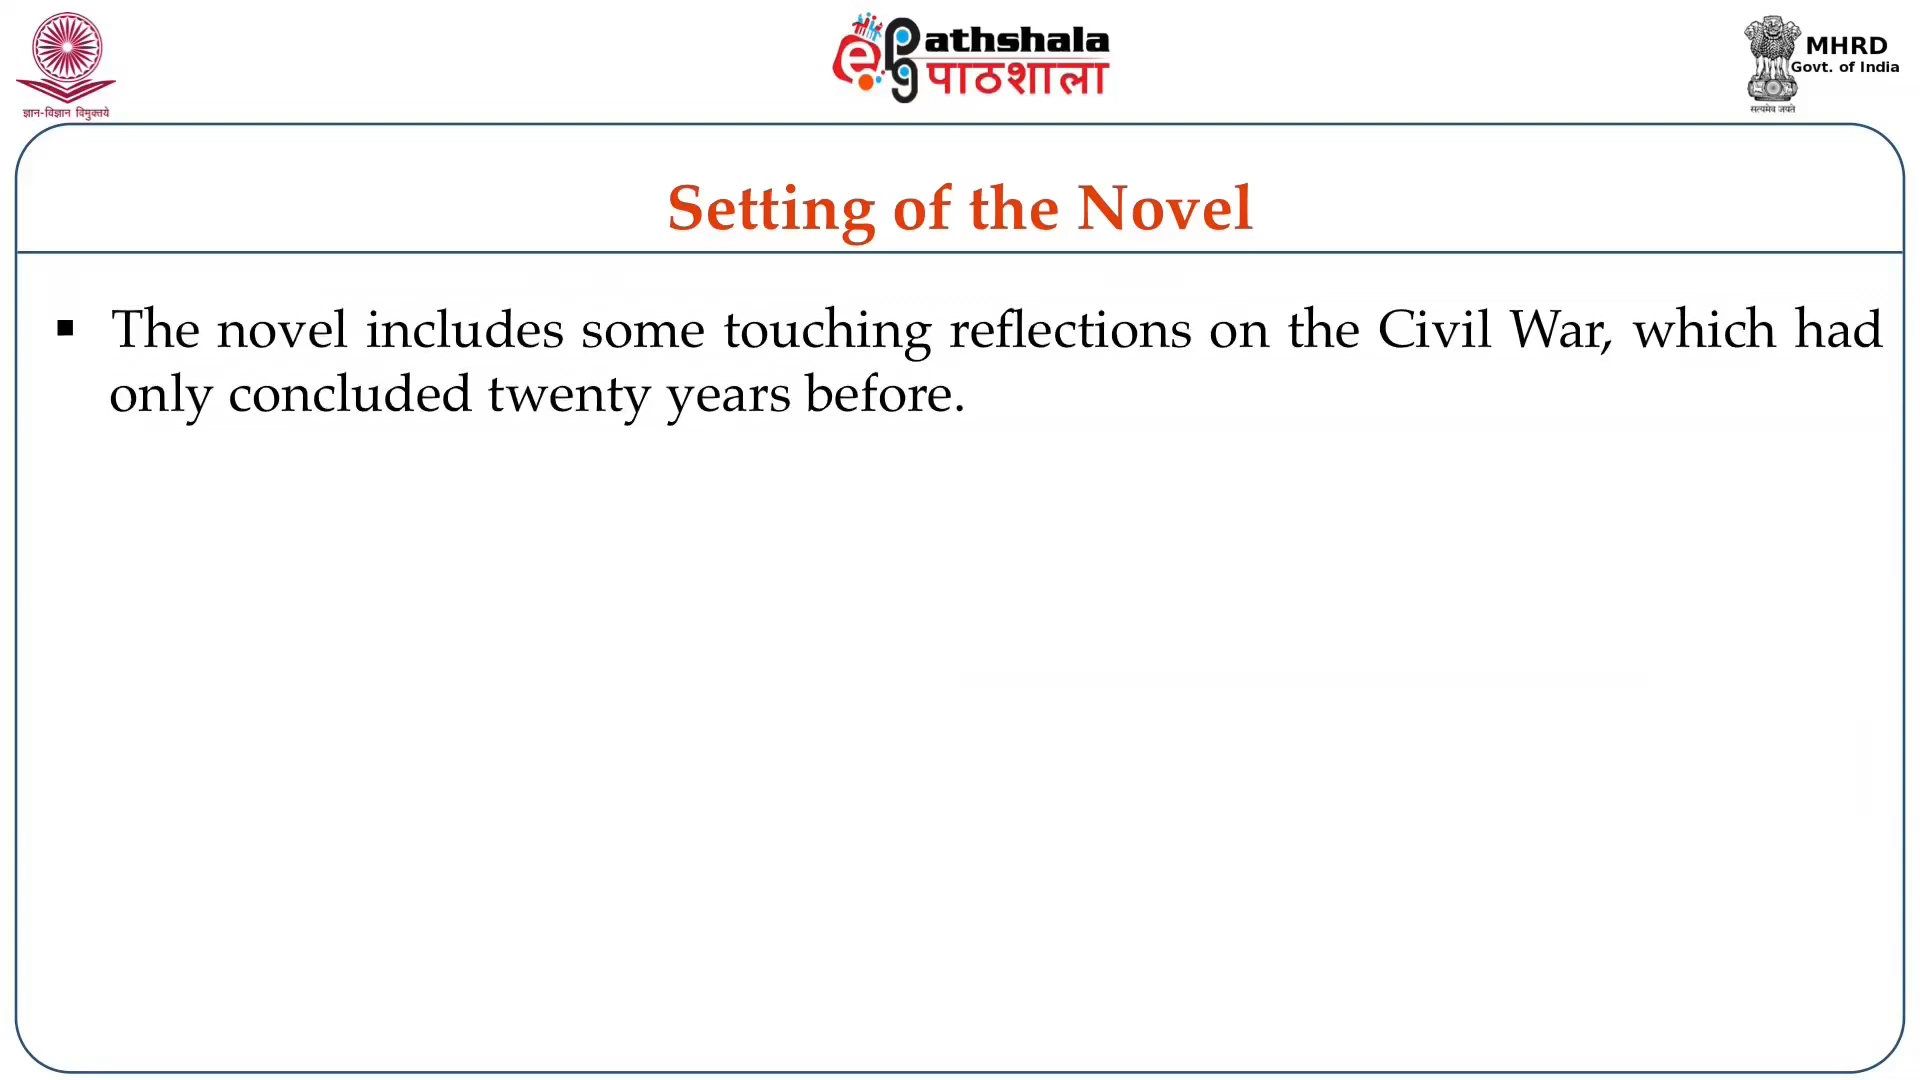 ज्ञान-विज्ञान विमुक्तये
ePathshala
पाठशाला
MHRD
Govt. of India
सत्यमेव जयते
Setting of the Novel
▪ The novel includes some touching reflections on the Civil War, which had
only concluded twenty years before.